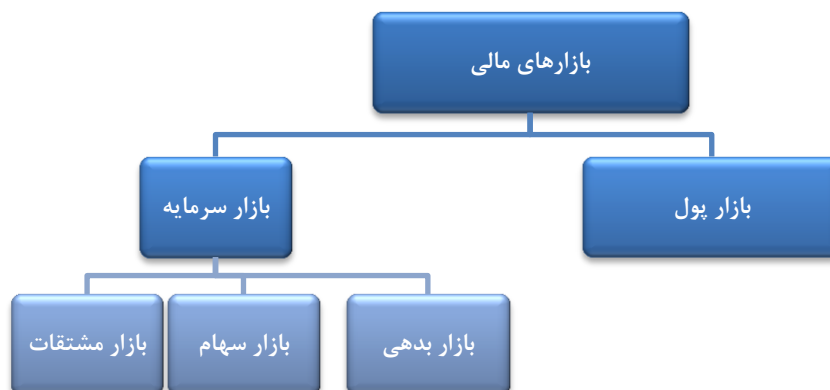 بازارهای مالی
بازار پول
بازار سرمایه
بازار بدهی
بازار سهام
بازار مشتقات